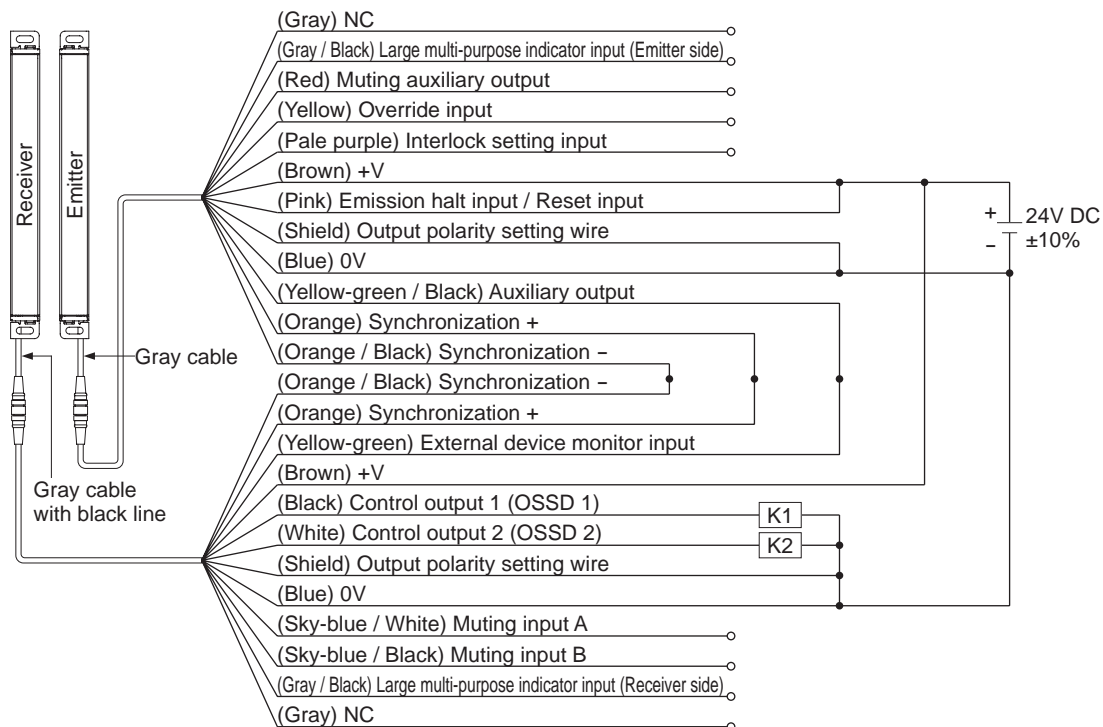 Receiver
Emitter
Gray cable
Gray cable
with black line
(Gray) NC
(Gray / Black) Large multi-purpose indicator input (Emitter side)
(Red) Muting auxiliary output
(Yellow) Override input
(Pale purple) Interlock setting input
(Brown) +V
(Pink) Emission halt input / Reset input
(Shield) Output polarity setting wire
(Blue) 0V
(Yellow-green / Black) Auxiliary output
(Orange) Synchronization +
(Orange / Black) Synchronization −
(Orange / Black) Synchronization −
(Orange) Synchronization +
(Yellow-green) External device monitor input
(Brown) +V
(Black) Control output 1 (OSSD 1)
(White) Control output 2 (OSSD 2)
(Shield) Output polarity setting wire
(Blue) 0V
(Sky-blue / White) Muting input A
(Sky-blue / Black) Muting input B
(Gray / Black) Large multi-purpose indicator input (Receiver side)
(Gray) NC
K1
K2
+
−
24V DC
±10%